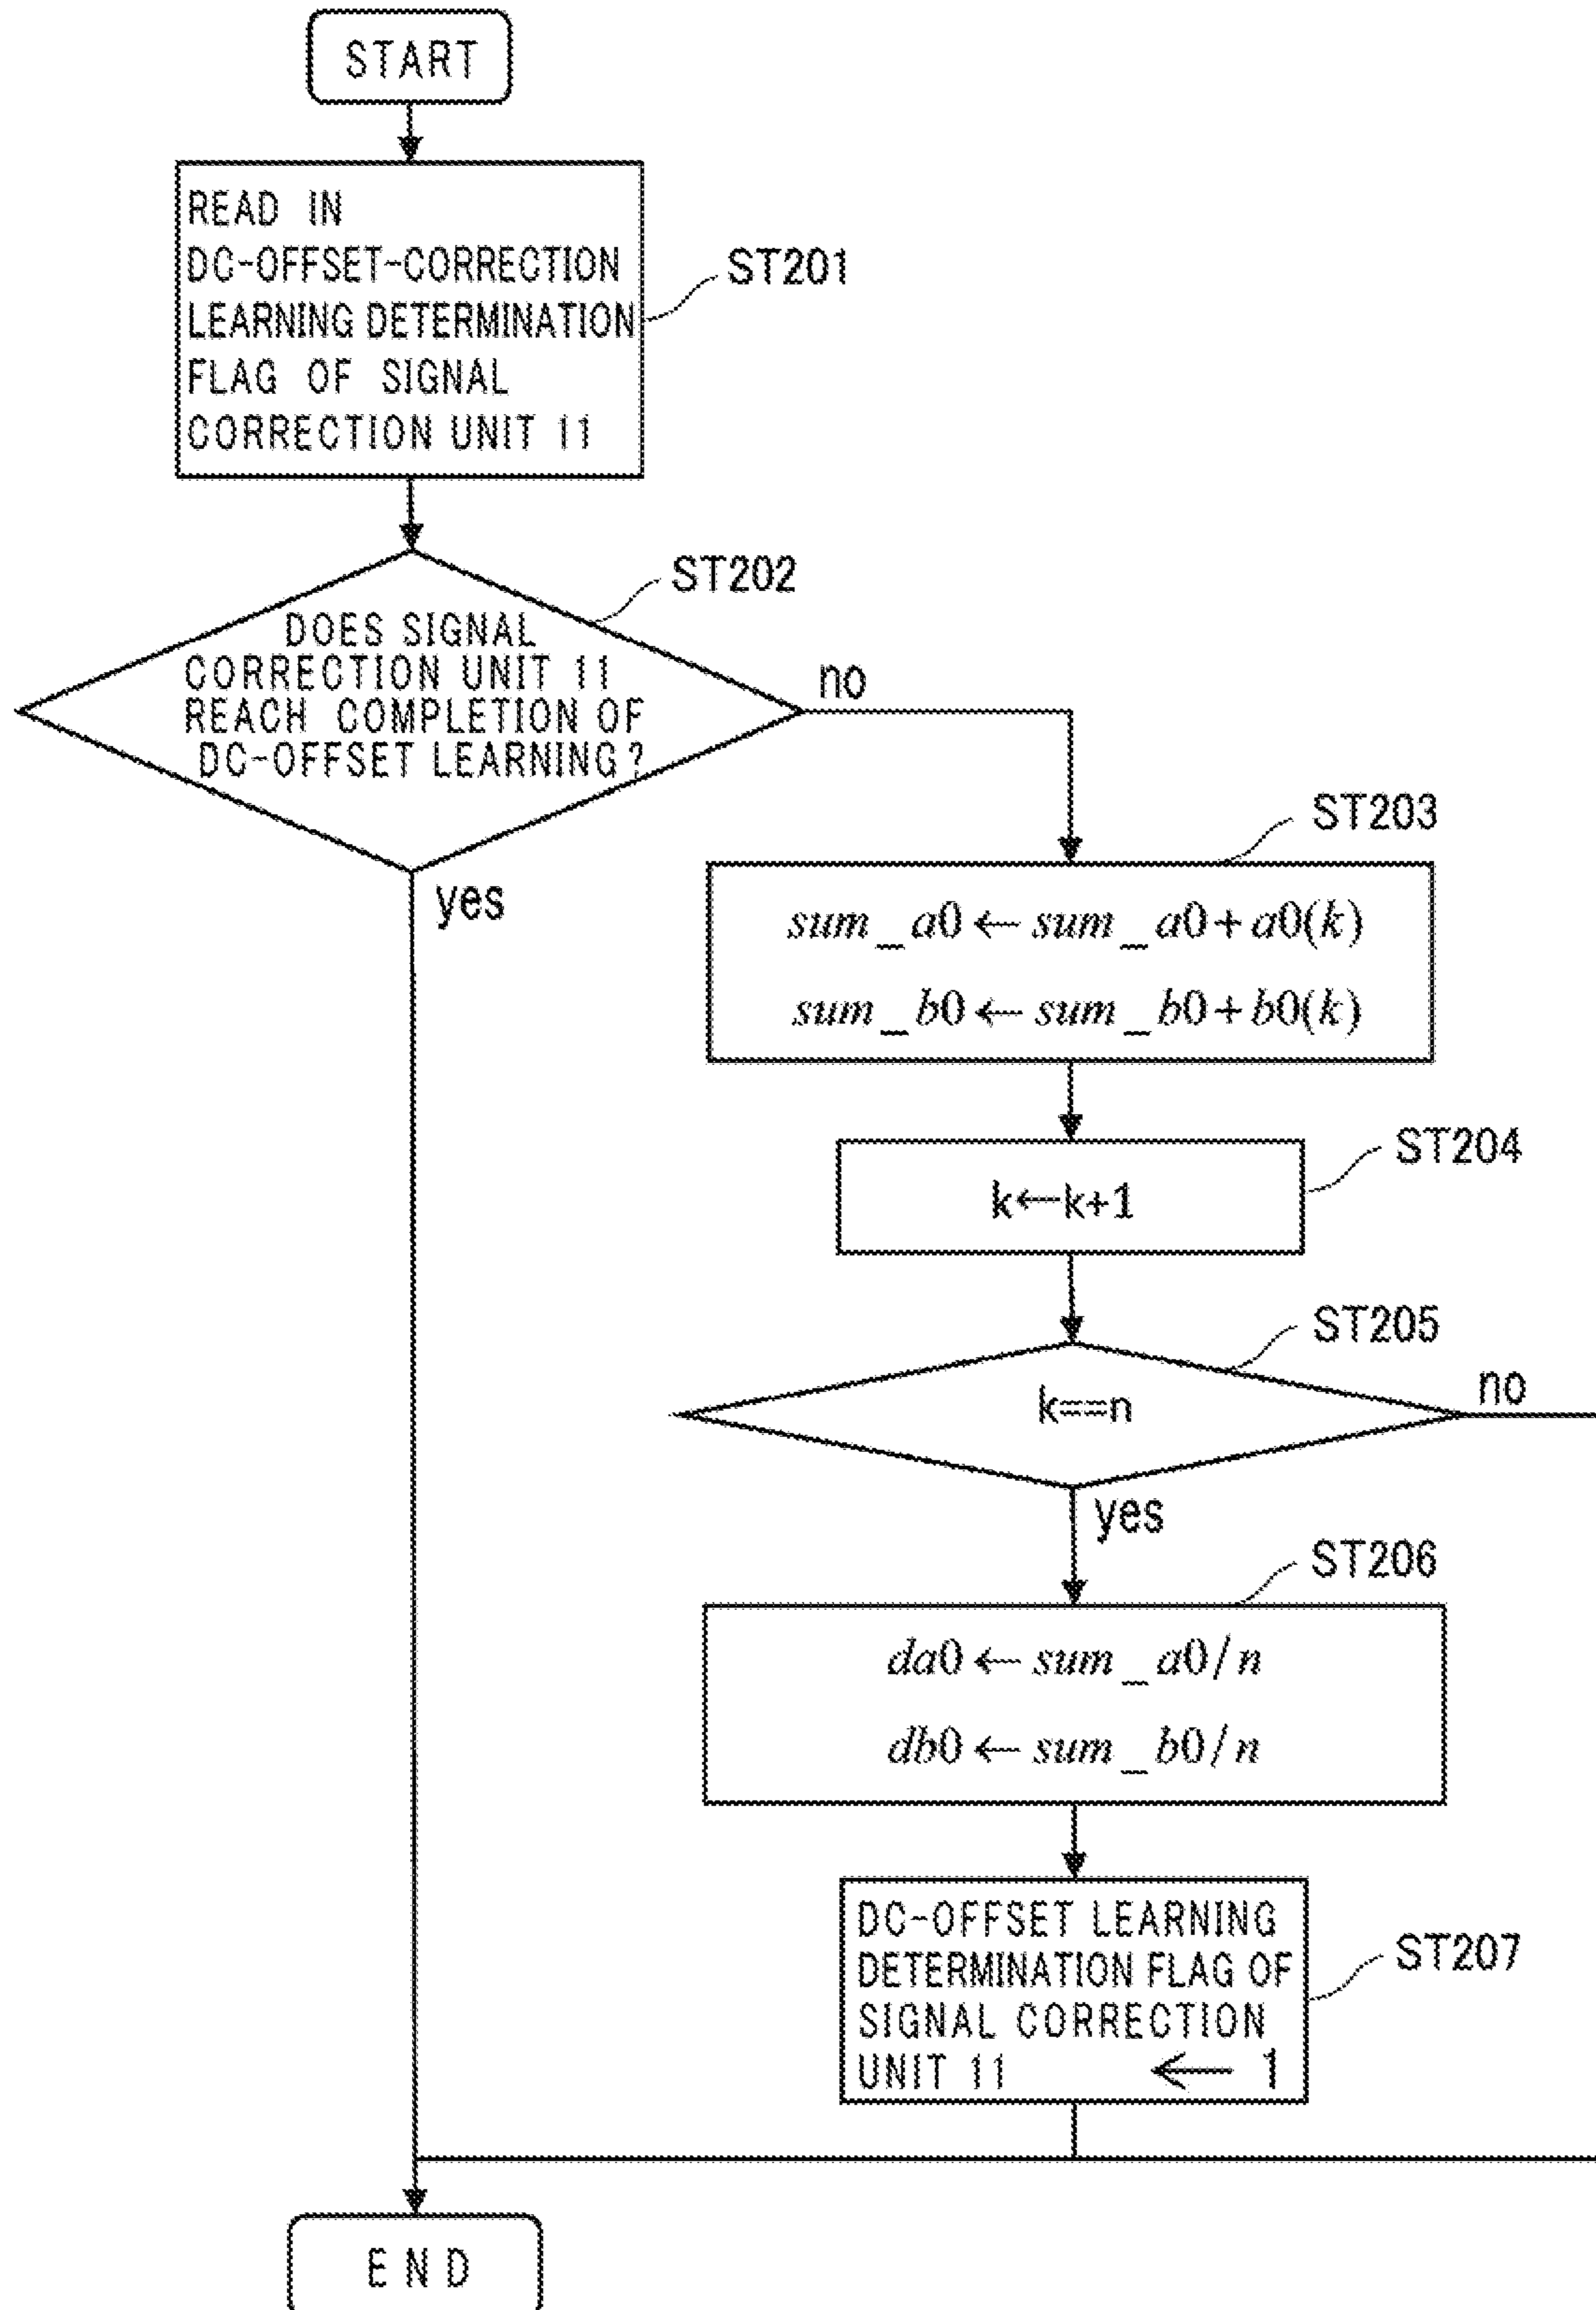 START
READ IN
DC-OFFSET-CORRECTION
LEARNING DETERMINATION
FLAG OF SIGNAL
CORRECTION UNIT 11
ST201
ST202
DOES SIGNAL
CORRECTION UNIT 11
REACH COMPLETION OF
DC-OFFSET LEARNING?
no
yes
ST203
sum_a0←sum_a0+a0(k)
sum_b0←sum_b0+b0(k)
ST204
k←k+1
ST205
k==n
no
yes
ST206
da0←sum_a0/n
db0←sum_b0/n
ST207
DC-OFFSET LEARNING
DETERMINATION FLAG OF
SIGNAL CORRECTION
UNIT 11 ← 1
END